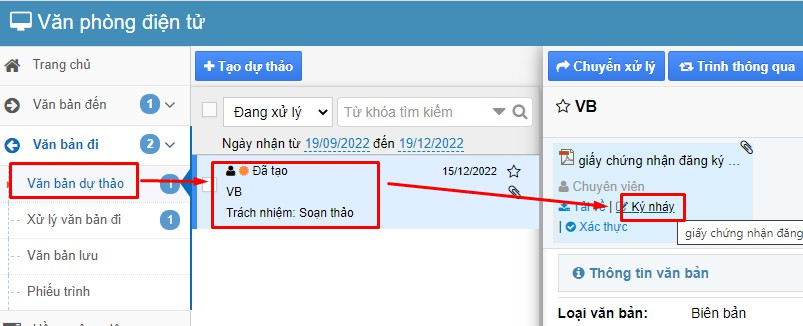 Văn phòng điện tử
Trang chủ
Văn bản đến 1
Văn bản đi 2
Văn bản dự thảo 1
Xử lý văn bản đi 1
Văn bản lưu
Phiếu trình
+ Tạo dự thảo
Đang xử lý Từ khóa tìm kiếm
Ngày nhận từ 19/09/2022 đến 19/12/2022
Đã tạo 15/12/2022
VB
Trách nhiệm: Soạn thảo
Chuyển xử lý Trình thông qua
VB
giấy chứng nhận đăng ký ...
Chuyên viên
Tải về | Ký nháy
| Xác thực
giấy chứng nhận đăng
Thông tin văn bản
Loại văn bản: Biên bản